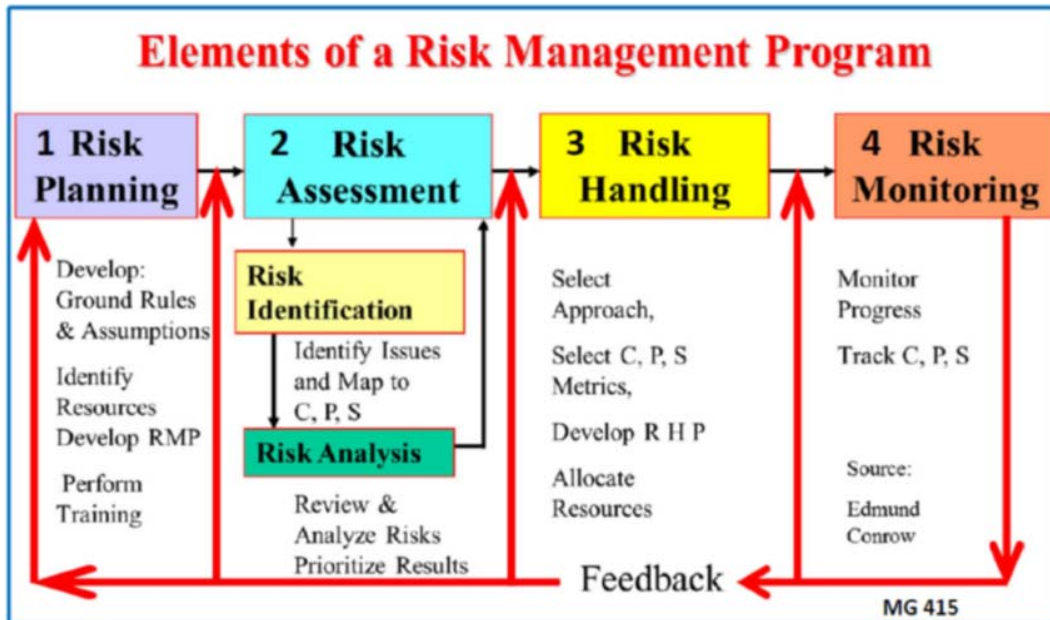 Elements of a Risk Management Program
1 Risk
Planning
2 Risk
Assessment
3 Risk
Handling
4 Risk
Monitoring
Develop:
Ground Rules
& Assumptions
Identify
Resources
Develop RMP
Perform
Training
Risk
Identification
Identify Issues
and Map to
C, P, S
Risk Analysis
Review &
Analyze Risks
Prioritize Results
Select
Approach,
Select C, P, S
Metrics,
Develop R H P
Allocate
Resources
Monitor
Progress
Track C, P, S
Source:
Edmund
Conrow
Feedback
MG 415